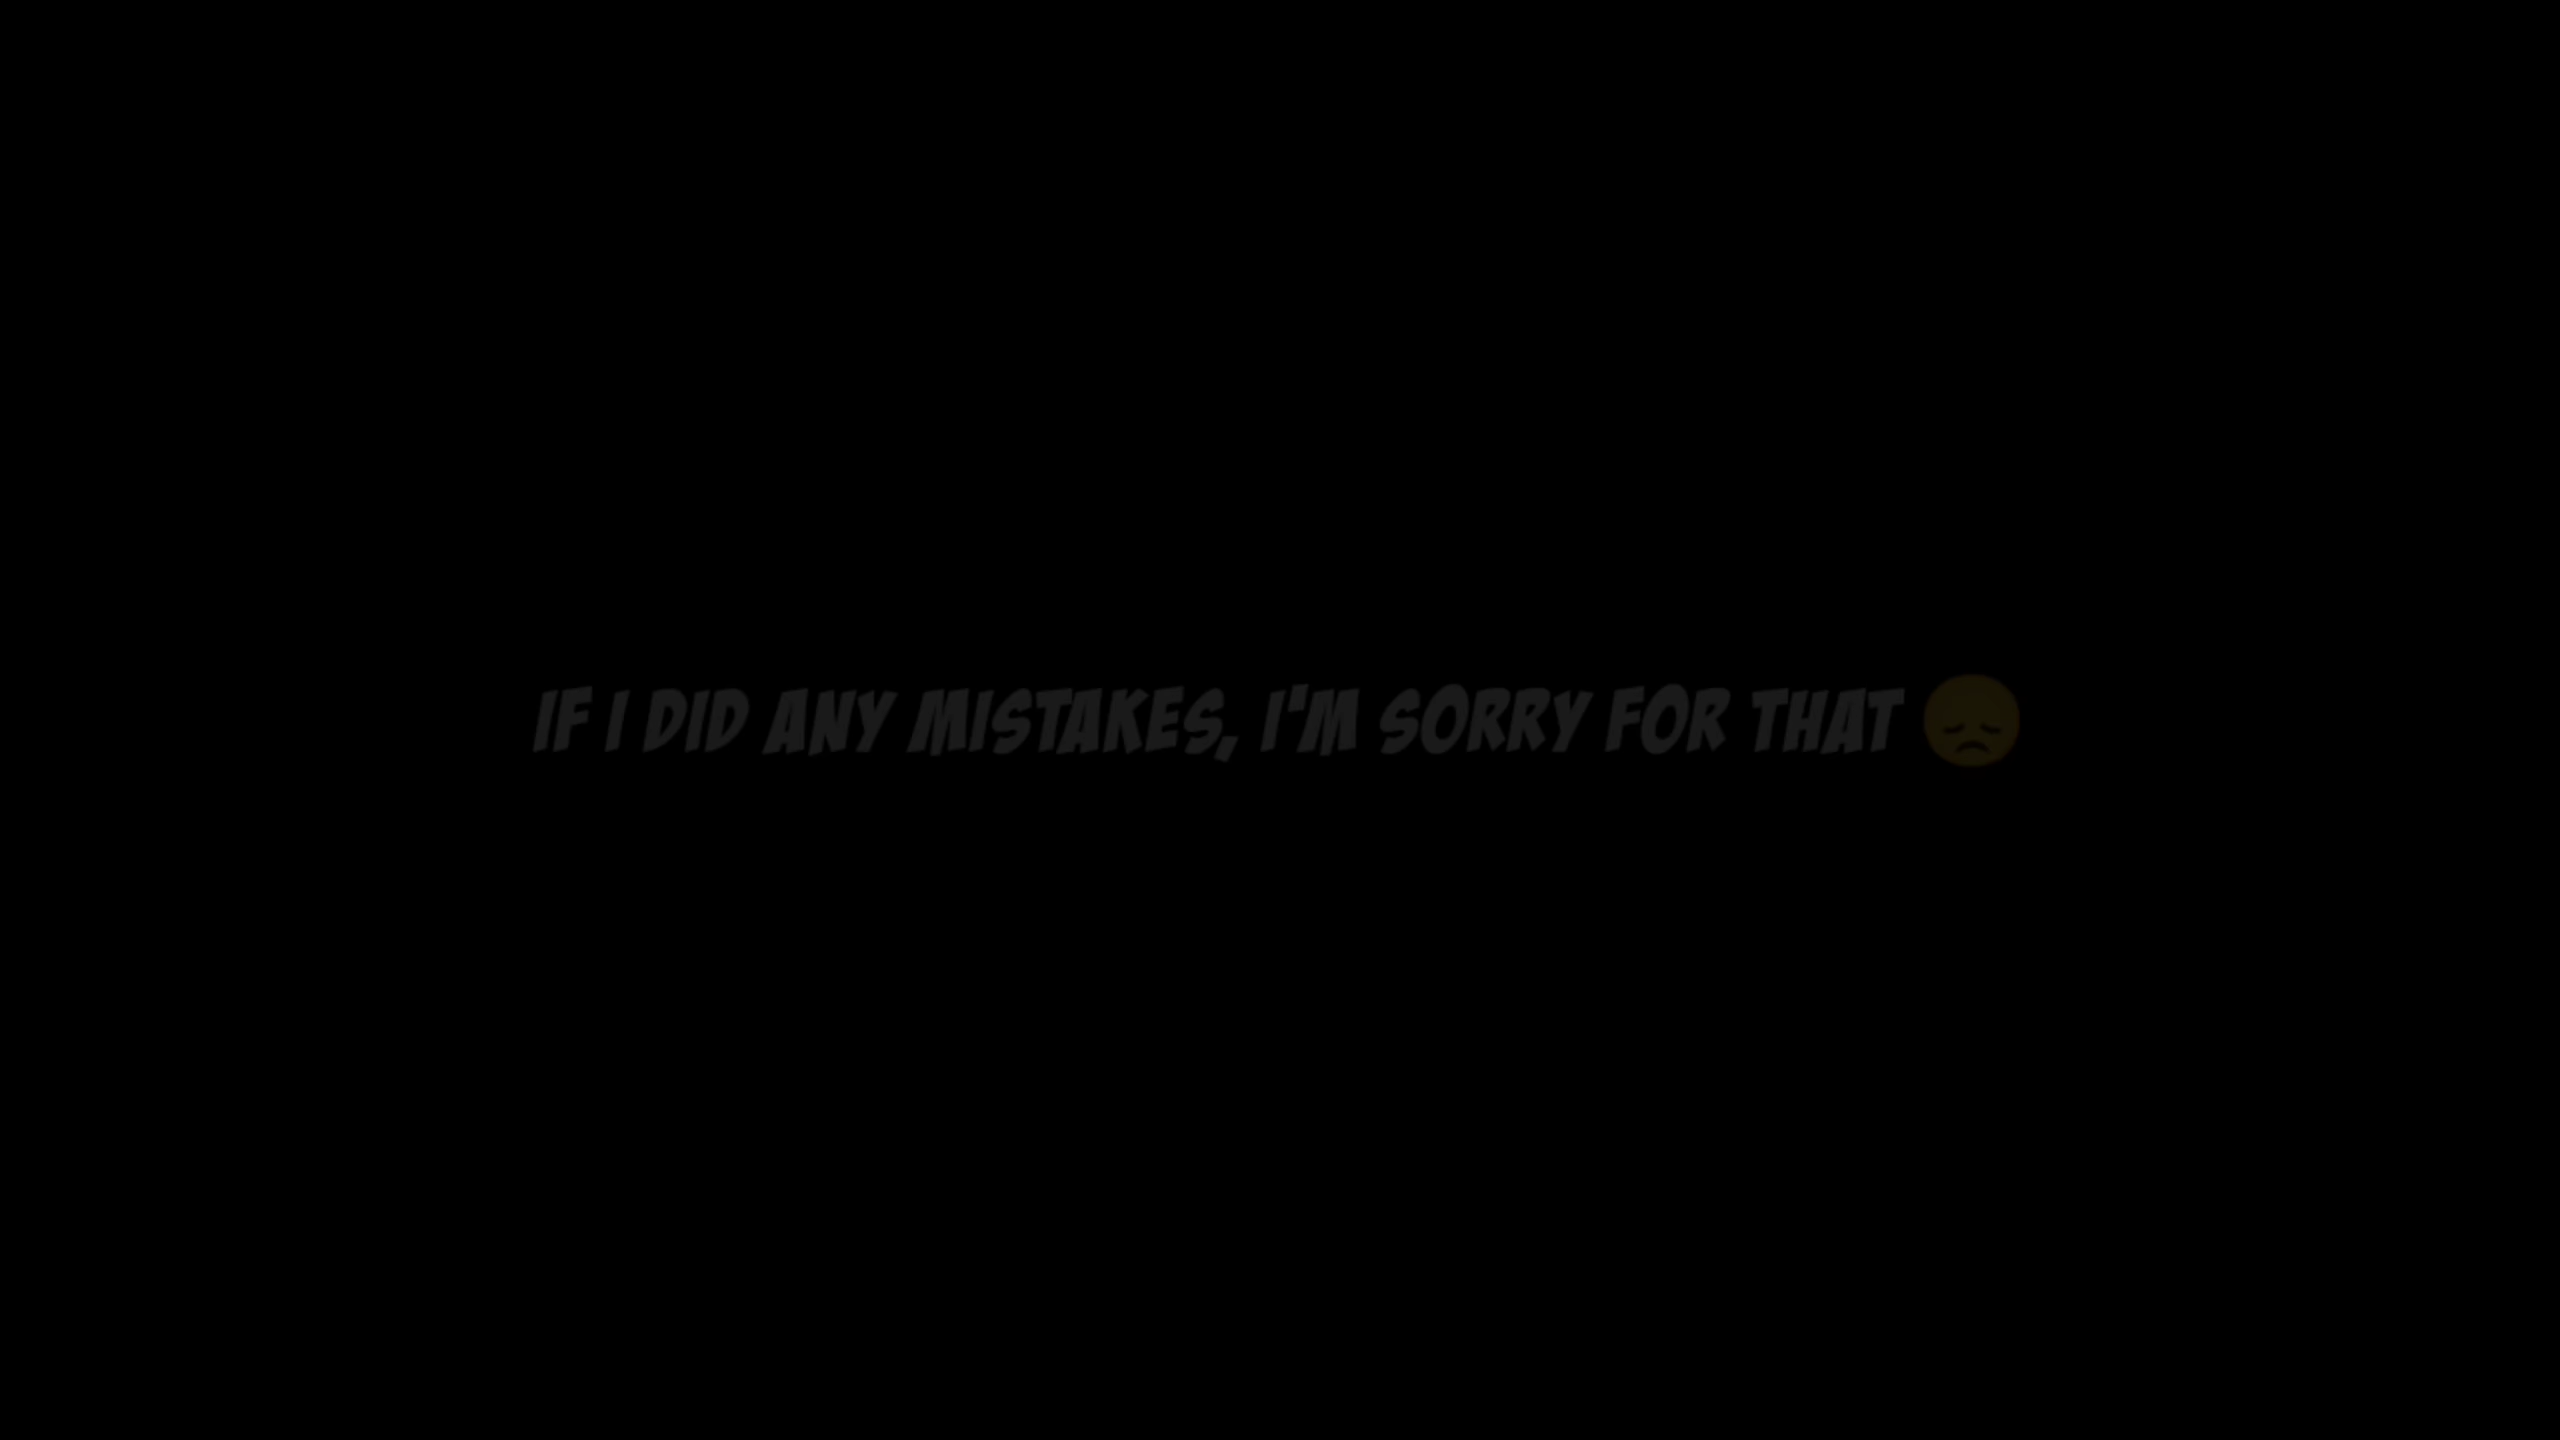 IF I DID ANY MISTAKES, I'M SORRY FOR THAT 😞